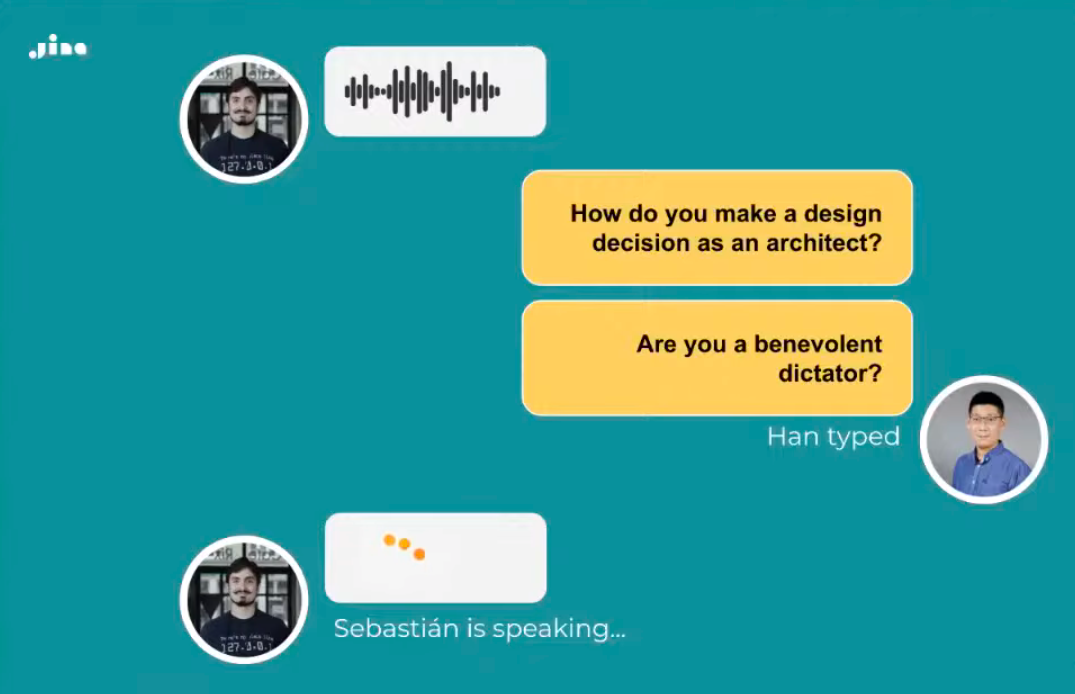 jina
How do you make a design
decision as an architect?
Are you a benevolent
dictator?
Han typed
Sebastián is speaking...